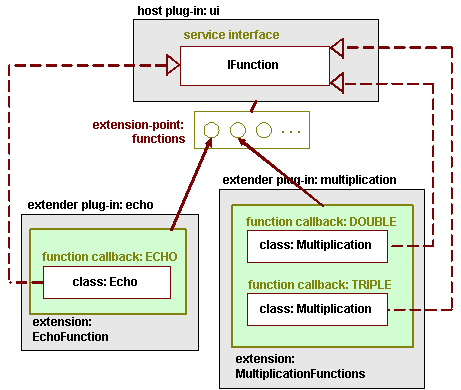 host plug-in: ui
service interface
IFunction
extension-point:
functions
...
extender plug-in: echo
function callback: ECHO
class: Echo
extension:
EchoFunction
extender plug-in: multiplication
function callback: DOUBLE
class: Multiplication
function callback: TRIPLE
class: Multiplication
extension:
MultiplicationFunctions